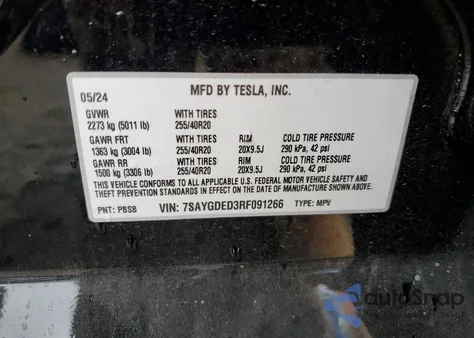 MFD BY TESLA, INC.
05/24
GVWR WITH TIRES
2273 kg (5011 lb) 255/40R20
GAWR FRT WITH TIRES RIM COLD TIRE PRESSURE
1363 kg (3004 lb) 255/40R20 20X9.5J 290 kPa, 42 psi
GAWR RR WITH TIRES RIM COLD TIRE PRESSURE
1500 kg (3306 lb) 255/40R20 20X9.5J 290 kPa, 42 psi
THIS VEHICLE CONFORMS TO ALL APPLICABLE U.S. FEDERAL MOTOR VEHICLE SAFETY AND
THEFT PREVENTION STANDARDS IN EFFECT ON THE DATE OF MANUFACTURE SHOWN ABOVE.
PNT: PBSB VIN: 7SAYGDED3RF091266 TYPE: MPV
autoSnap